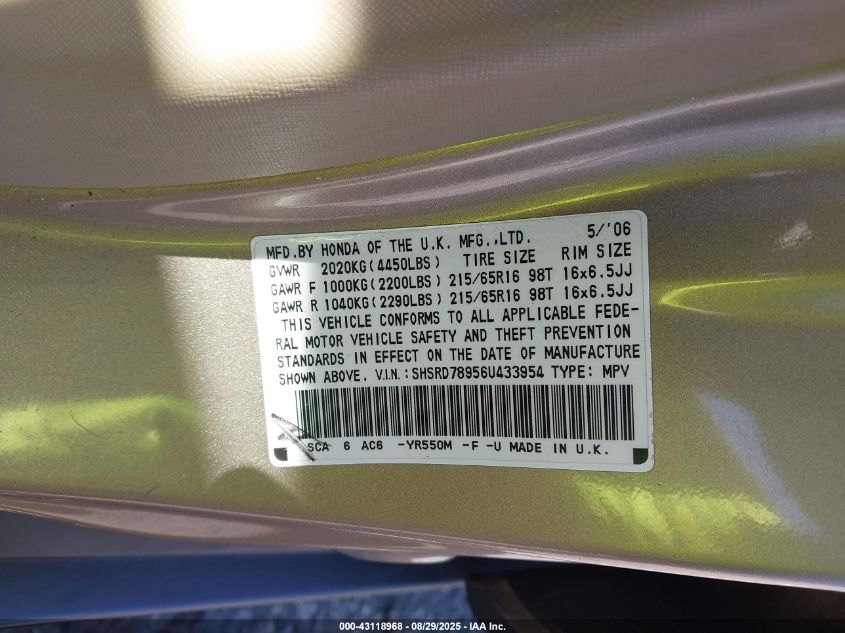 MFD.BY HONDA OF THE U.K. MFG.,LTD. 5/'06
GVWR 2020KG(4450LBS) TIRE SIZE RIM SIZE
GAWR F 1000KG(2200LBS) 215/65R16 98T 16x6.5JJ
GAWR R 1040KG(2290LBS) 215/65R16 98T 16x6.5JJ
THIS VEHICLE CONFORMS TO ALL APPLICABLE FEDE-
RAL MOTOR VEHICLE SAFETY AND THEFT PREVENTION
STANDARDS IN EFFECT ON THE DATE OF MANUFACTURE
SHOWN ABOVE. V.I.N.:SHSRD78956U433954 TYPE: MPV
SCA 6 AC6 -YR550M -F -U MADE IN U.K.
000-43118968 - 08/29/2025 - IAA Inc.